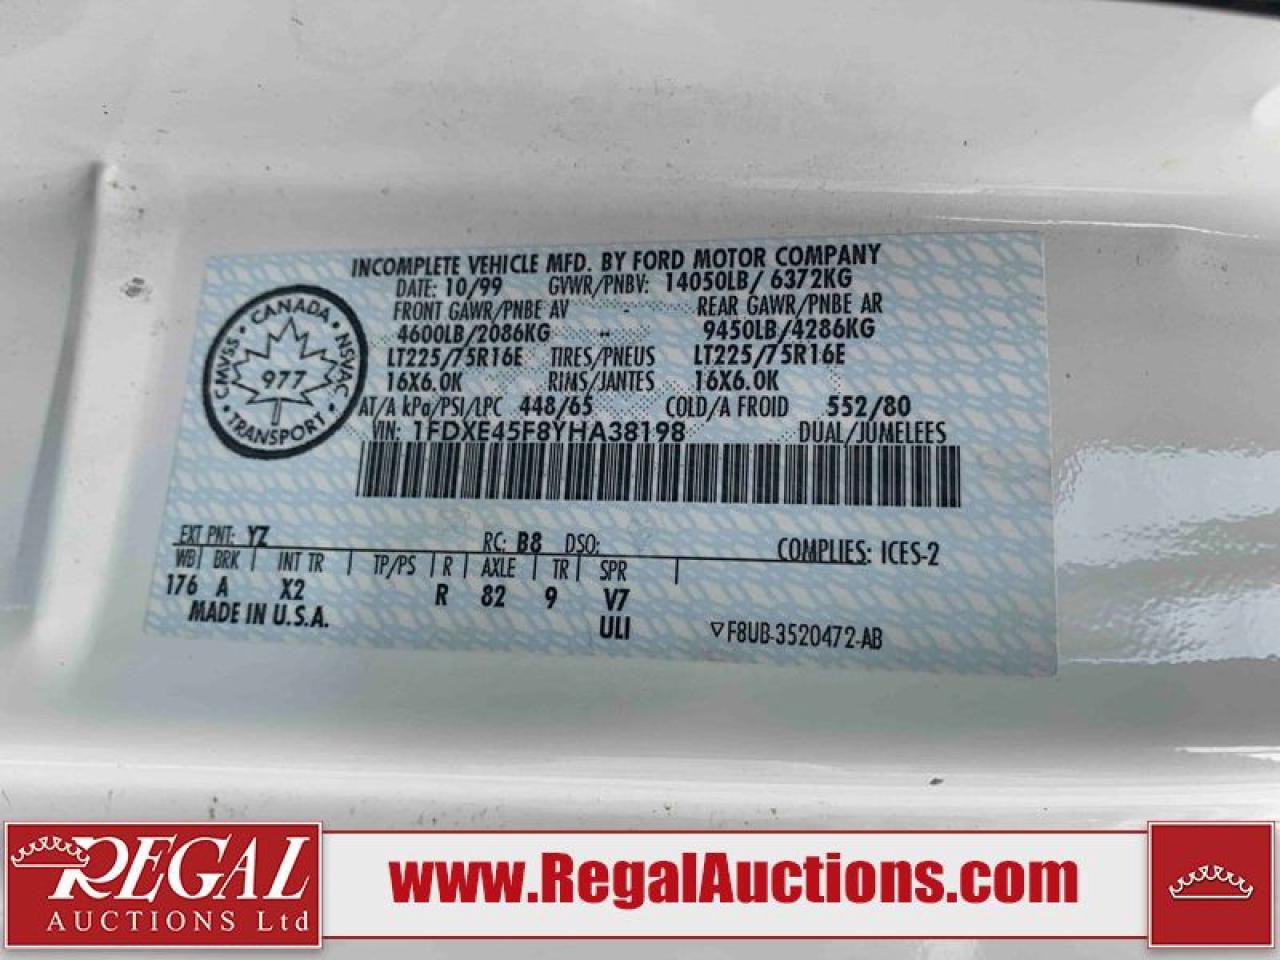 INCOMPLETE VEHICLE MFD. BY FORD MOTOR COMPANY
DATE: 10/99 GVWR/PNBV: 14050LB/ 6372KG
FRONT GAWR/PNBE AV REAR GAWR/PNBE AR
4600LB/2086KG -- 9450LB/4286KG
LT225/75R16E TIRES/PNEUS LT225/75R16E
16X6.0K RIMS/JANTES 16X6.0K
AT/A kPa/PSI/LPC 448/65 COLD/A FROID 552/80
VIN: 1FDXE45F8YHA38198 DUAL/JUMELEES
CANADA
CMVSS NSVAC
977
TRANSPORT
EXT PNT: YZ RC: B8 DSO:
COMPLIES: ICES-2
WB BRK INT TR TP/PS R AXLE TR SPR
176 A X2 R 82 9 V7
MADE IN U.S.A. ULI
▽F8UB-3520472-AB
REGAL
AUCTIONS Ltd
www.RegalAuctions.com